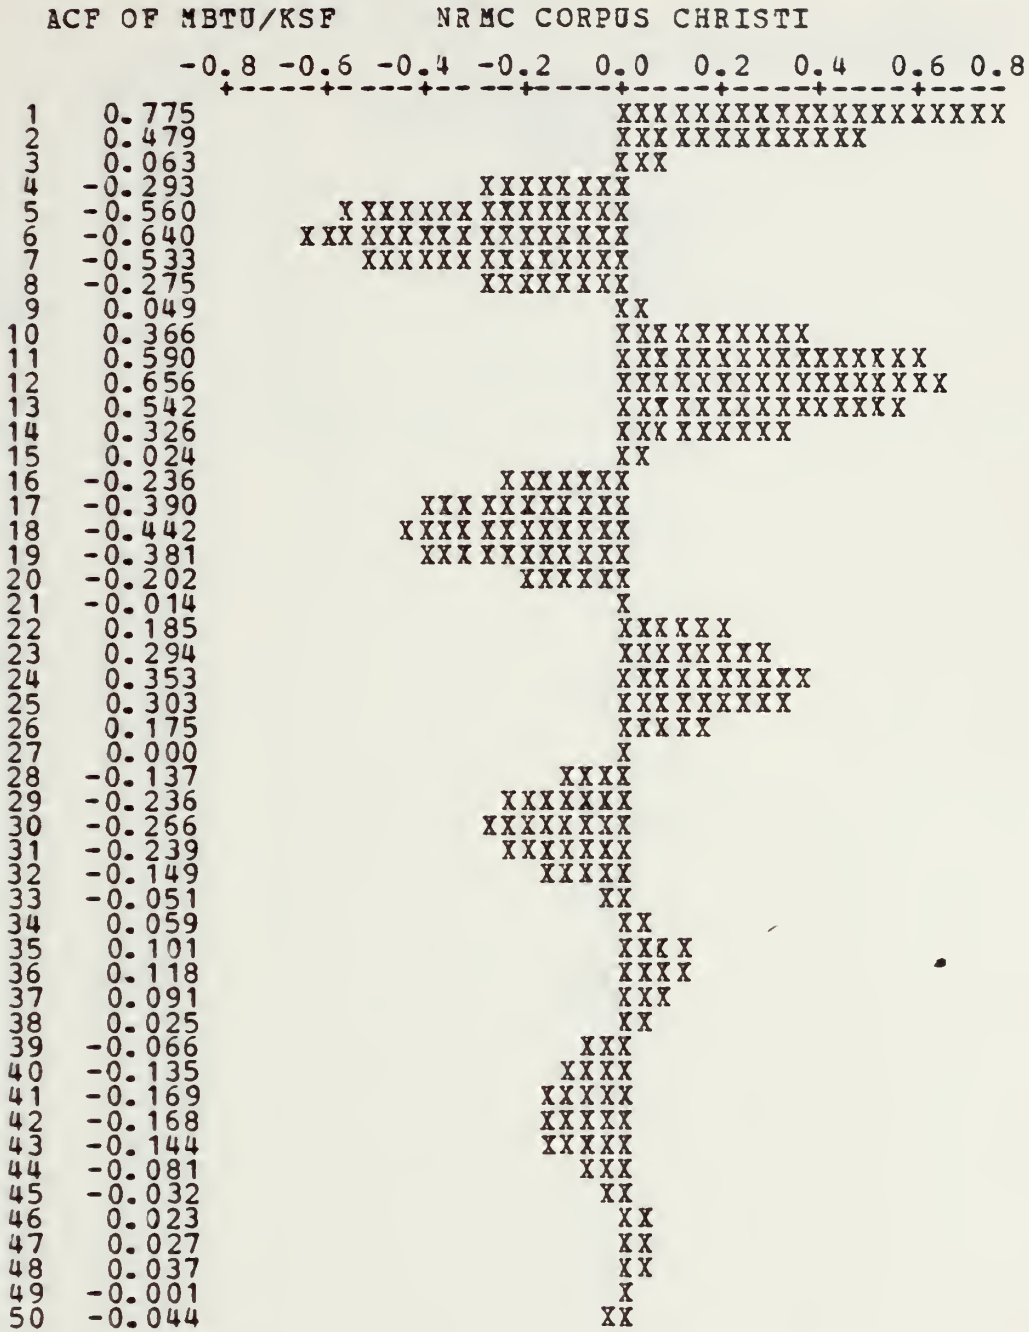 ACF OF MBTU/KSF NRMC CORPUS CHRISTI
-0.8 -0.6 -0.4 -0.2 0.0 0.2 0.4 0.6 0.8
+----+----+----+----+----+----+----+----+
1 0.775 XXXXXXXXXXXXXXXXXXXX
2 0.479 XXXXXXXXXXXXX
3 0.063 XXX
4 -0.293 XXXXXXXX
5 -0.560 XXXXXXXXXXXXXXX
6 -0.640 XXXXXXXXXXXXXXXXX
7 -0.533 XXXXXXXXXXXXXX
8 -0.275 XXXXXXXX
9 0.049 XX
10 0.366 XXXXXXXXXX
11 0.590 XXXXXXXXXXXXXXXX
12 0.656 XXXXXXXXXXXXXXXXX
13 0.542 XXXXXXXXXXXXXXX
14 0.326 XXXXXXXXX
15 0.024 XX
16 -0.236 XXXXXXX
17 -0.390 XXXXXXXXXXX
18 -0.442 XXXXXXXXXXXX
19 -0.381 XXXXXXXXXXX
20 -0.202 XXXXXX
21 -0.014 X
22 0.185 XXXXXX
23 0.294 XXXXXXXX
24 0.353 XXXXXXXXXX
25 0.303 XXXXXXXXX
26 0.175 XXXXX
27 0.000 X
28 -0.137 XXXX
29 -0.236 XXXXXXX
30 -0.266 XXXXXXXX
31 -0.239 XXXXXXX
32 -0.149 XXXXX
33 -0.051 XX
34 0.059 XX
35 0.101 XXXX
36 0.118 XXXX
37 0.091 XXX
38 0.025 XX
39 -0.066 XXX
40 -0.135 XXXX
41 -0.169 XXXXX
42 -0.168 XXXXX
43 -0.144 XXXXX
44 -0.081 XXX
45 -0.032 XX
46 0.023 XX
47 0.027 XX
48 0.037 XX
49 -0.001 X
50 -0.044 XX